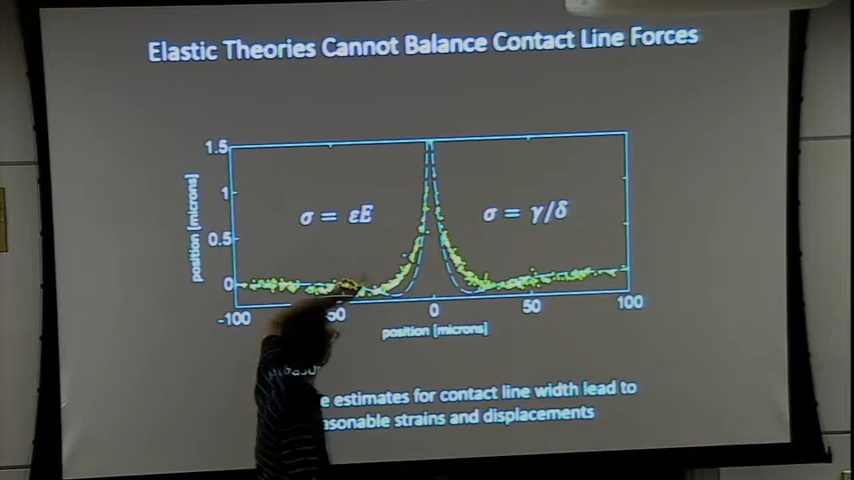 Elastic Theories Cannot Balance Contact Line Forces
1.5
1
0.5
0
position [microns]
σ = εE
σ = γ/δ
-100
50
0
50
100
position [microns]
estimates for contact line width lead to
strains and displacements